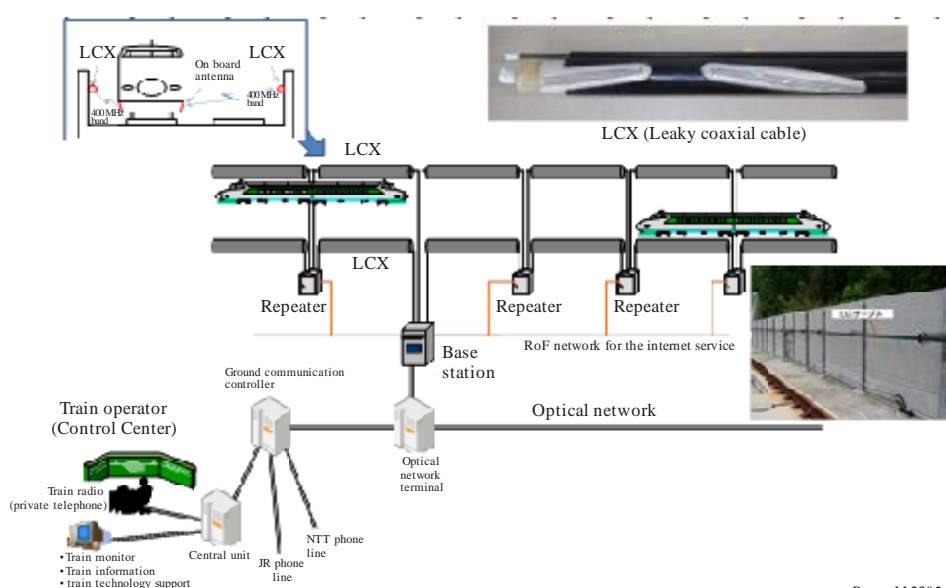 LCX
LCX
On board
antenna
400 MHz
band
400 MHz
band
LCX (Leaky coaxial cable)
LCX
LCX
Repeater
Repeater
Repeater
RoF network for the internet service
Base
station
Ground communication
controller
Train operator
(Control Center)
Optical network
Optical
network
terminal
Train radio
(private telephone)
Central unit
NTT phone
line
JR phone
line
• Train monitor
• Train information
• train technology support